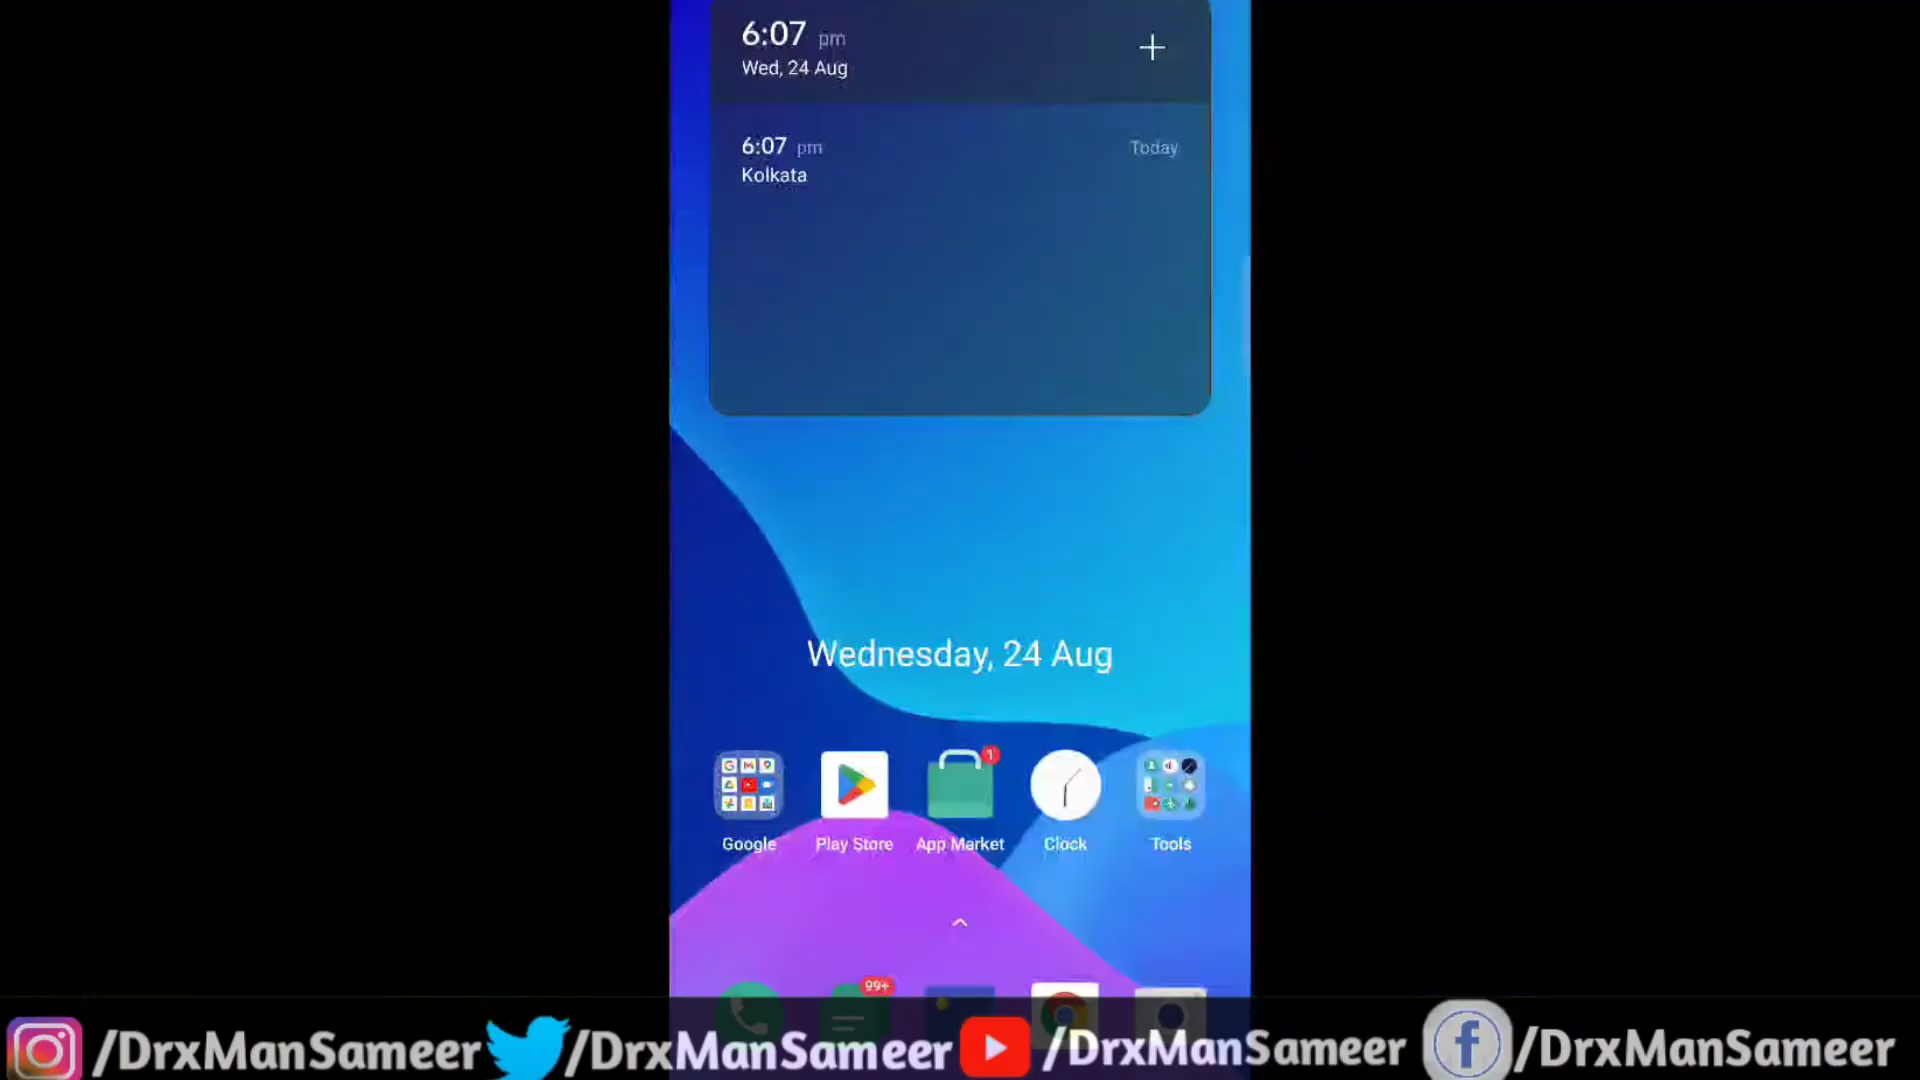 6:07 pm
Wed, 24 Aug
6:07 pm
Today
Kolkata
Wednesday, 24 Aug
1
Google
Play Store
App Market
Clock
Tools
99+
/DrxManSameer
/DrxManSameer
/DrxManSameer
/DrxManSameer